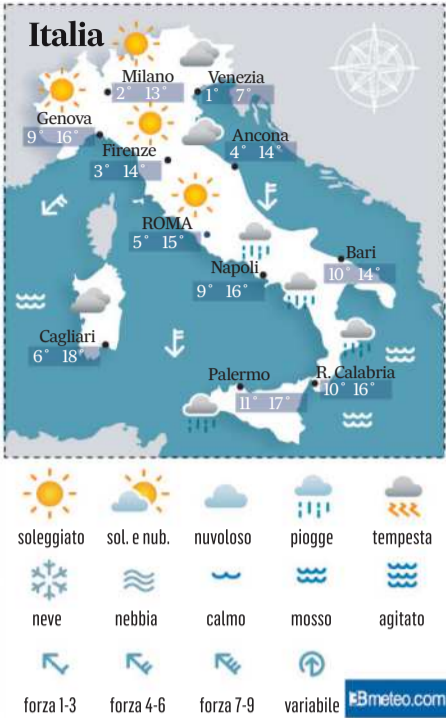 Italia
Milano
2° 13°
Venezia
1° 7°
Genova
9° 16°
Firenze
3° 14°
Ancona
4° 14°
ROMA
5° 15°
Napoli
9° 16°
Bari
10° 14°
Cagliari
6° 18°
Palermo
11° 17°
R. Calabria
10° 16°
soleggiato sol. e nub. nuvoloso piogge tempesta
neve nebbia calmo mosso agitato
forza 1-3 forza 4-6 forza 7-9 variabile
3Bmeteo.com